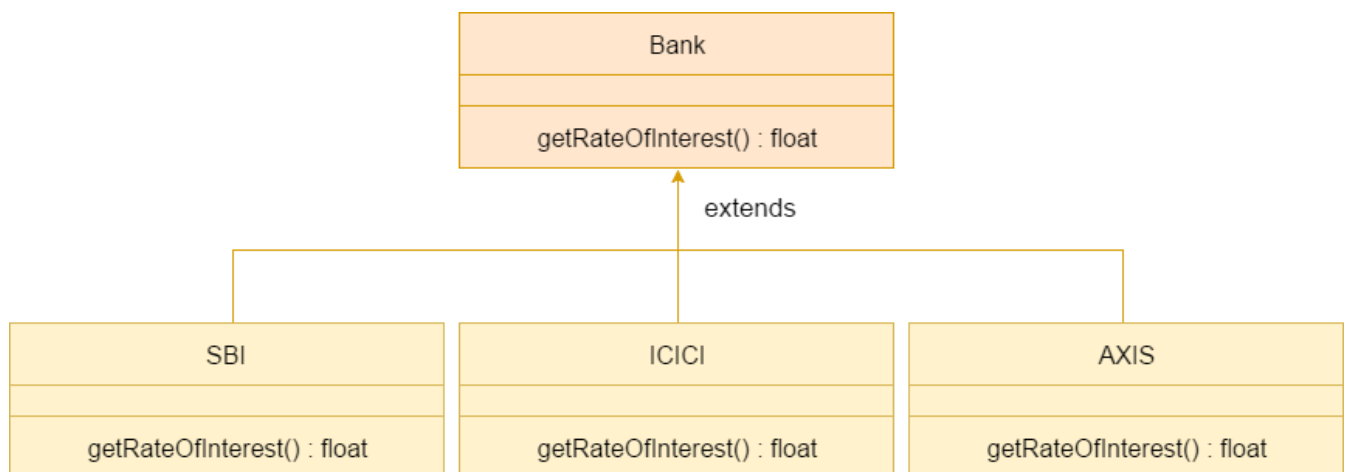 Bank
getRateOfInterest() : float
extends
SBI
ICICI
AXIS
getRateOfInterest() : float
getRateOfInterest() : float
getRateOfInterest() : float